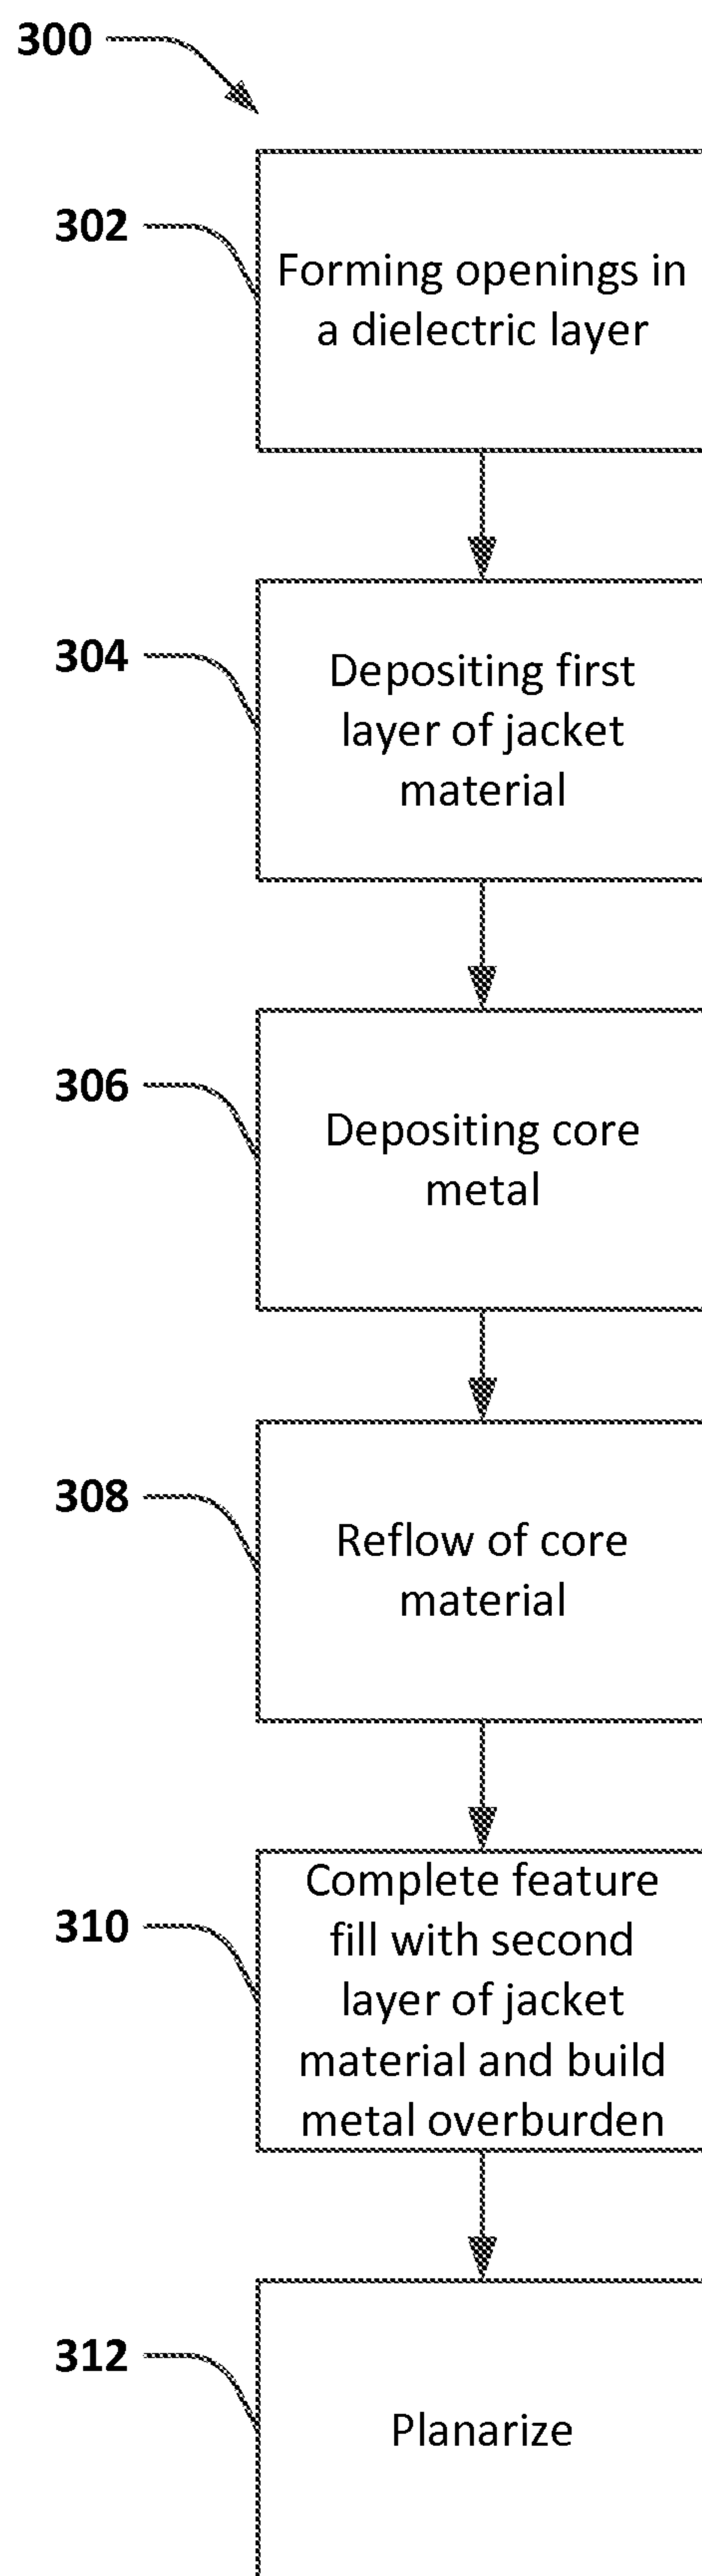 300
302
Forming openings in
a dielectric layer
304
Depositing first
layer of jacket
material
306
Depositing core
metal
308
Reflow of core
material
310
Complete feature
fill with second
layer of jacket
material and build
metal overburden
312
Planarize